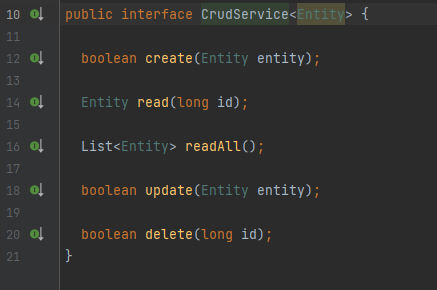 10 public interface CrudService<Entity> {
11
12 boolean create(Entity entity);
13
14 Entity read(long id);
15
16 List<Entity> readAll();
17
18 boolean update(Entity entity);
19
20 boolean delete(long id);
21 }